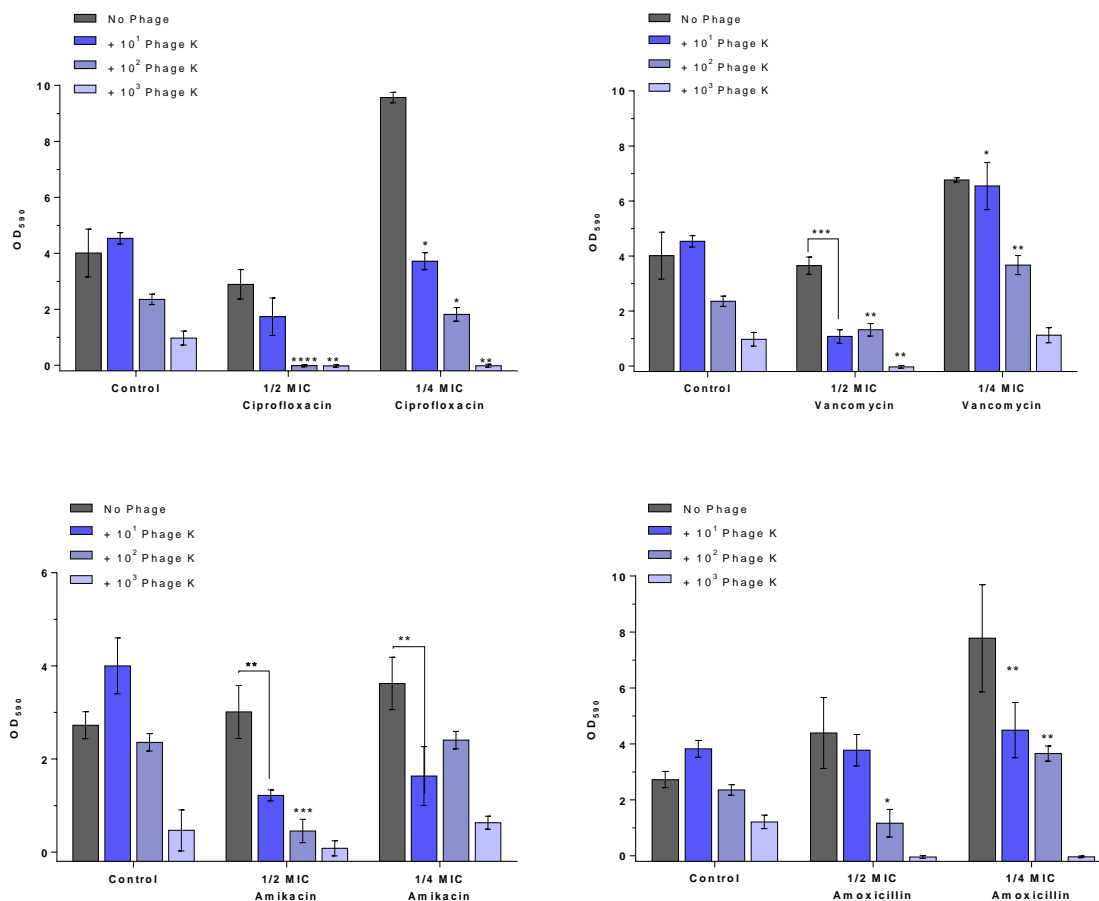 No Phage
+ 10¹ Phage K
+ 10² Phage K
+ 10³ Phage K
10
8
6
4
2
0
OD₅₉₀
*
*
****
**
**
Control
1/2 MIC
Ciprofloxacin
1/4 MIC
Ciprofloxacin
No Phage
+ 10¹ Phage K
+ 10² Phage K
+ 10³ Phage K
10
8
6
4
2
0
OD₅₉₀
*
***
**
**
**
Control
1/2 MIC
Vancomycin
1/4 MIC
Vancomycin
No Phage
+ 10¹ Phage K
+ 10² Phage K
+ 10³ Phage K
6
4
2
0
OD₅₉₀
**
**
***
Control
1/2 MIC
Amikacin
1/4 MIC
Amikacin
No Phage
+ 10¹ Phage K
+ 10² Phage K
+ 10³ Phage K
10
8
6
4
2
0
OD₅₉₀
**
**
*
Control
1/2 MIC
Amoxicillin
1/4 MIC
Amoxicillin